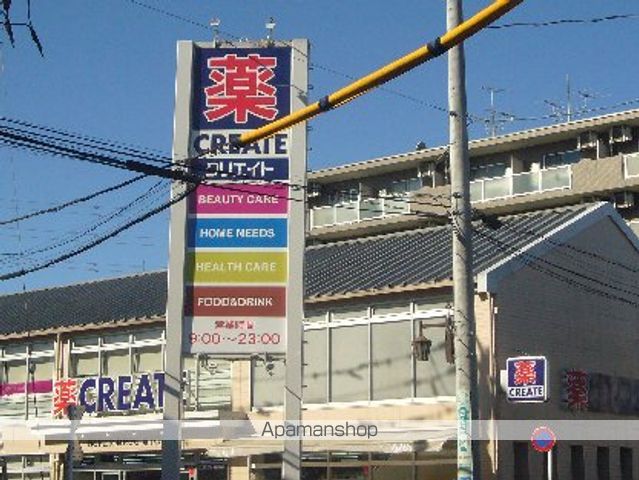 薬
CREATE
クリエイト
BEAUTY CARE
HOME NEEDS
HEALTH CARE
FOOD&DRINK
営業時間
9:00〜23:00
薬 CREAT
薬
CREATE
薬
Apamanshop